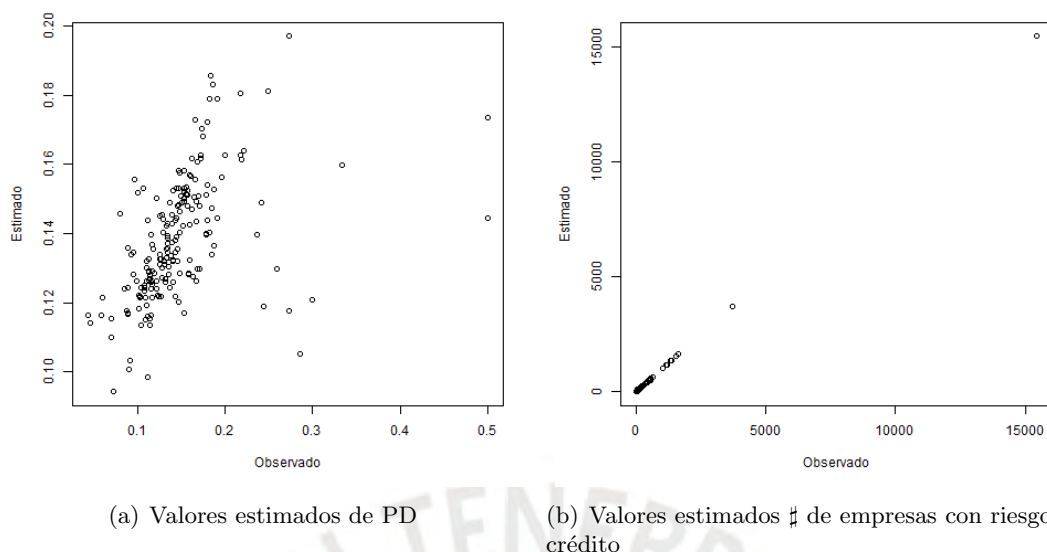 0.20
0.18
0.16
0.14
0.12
0.10
Estimado
0.1 0.2 0.3 0.4 0.5
Observado
15000
10000
5000
0
Estimado
0 5000 10000 15000
Observado
(a) Valores estimados de PD
(b) Valores estimados ♯ de empresas con riesgo
crédito
TENEB